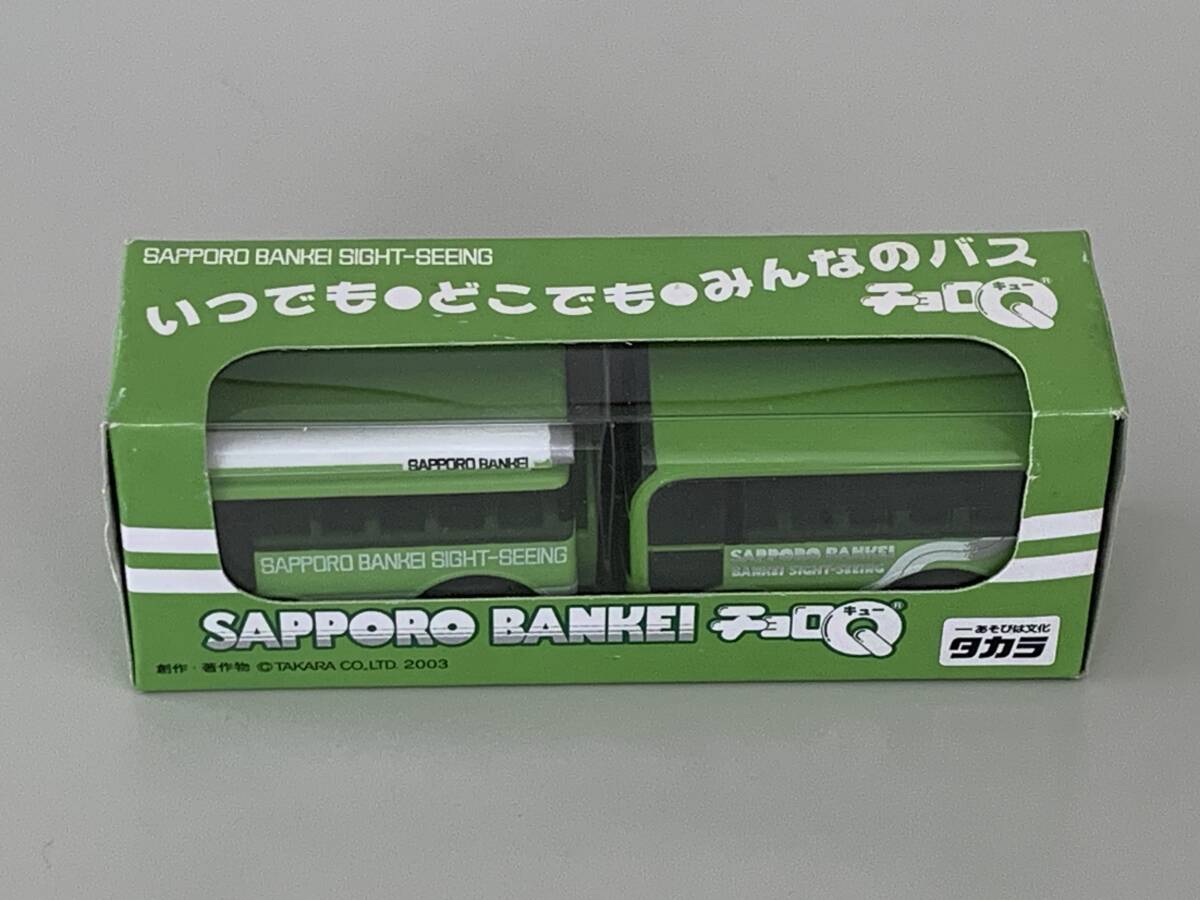 SAPPORO BANKEI SIGHT-SEEING
いつでも●どこでも●みんなのバス
チョロQ キュー ®
SAPPORO BANKEI
SAPPORO BANKEI SIGHT-SEEING
SAPPORO BANKEI
BANKEI SIGHT-SEEING
SAPPORO BANKEI チョロQ キュー ®
創作・著作物 ©TAKARA CO.,LTD. 2003
―あそびは文化
タカラ